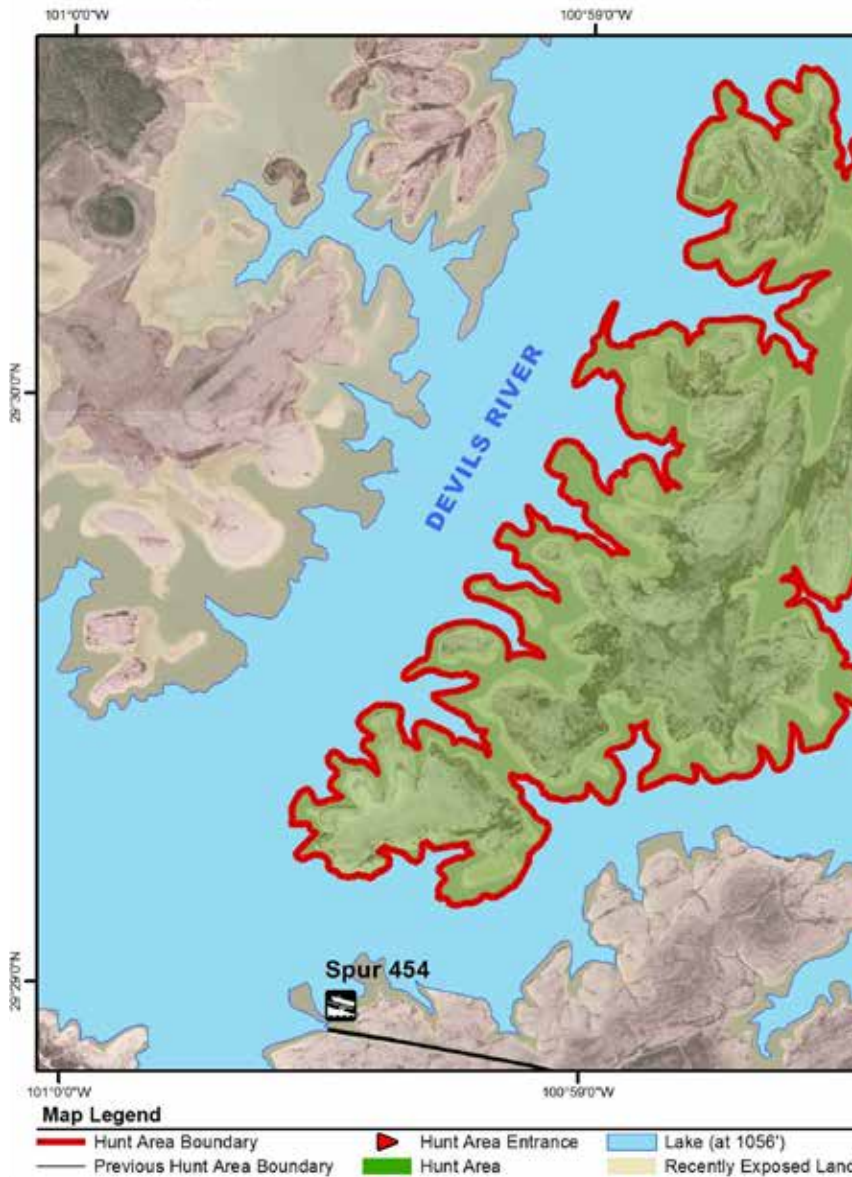 101°0'0"W
100°59'0"W
29°30'0"N
DEVILS RIVER
29°29'0"N
Spur 454
101°0'0"W
100°59'0"W
Map Legend
Hunt Area Boundary
Hunt Area Entrance
Lake (at 1056')
Previous Hunt Area Boundary
Hunt Area
Recently Exposed Land